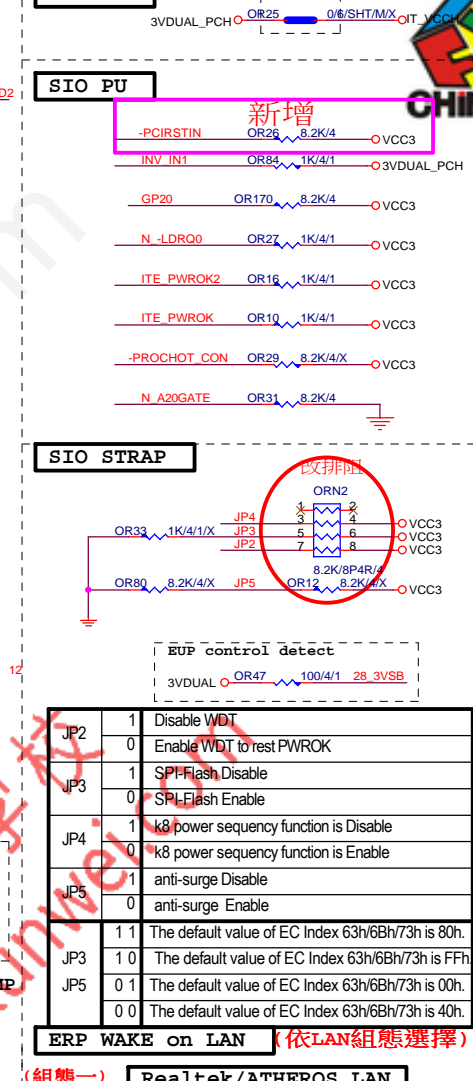 3VDUAL_PCH OR25 0/6/SHT/M/X IT_VCCH
SIO PU
新增
-PCIRSTIN OR26 8.2K/4 VCC3
INV_IN1 OR84 1K/4/1 3VDUAL_PCH
GP20 OR170 8.2K/4 VCC3
N_-LDRQ0 OR27 1K/4/1 VCC3
ITE_PWROK2 OR16 1K/4/1 VCC3
ITE_PWROK OR10 1K/4/1 VCC3
-PROCHOT_CON OR29 8.2K/4/X VCC3
N_A20GATE OR31 8.2K/4
SIO STRAP
改排阻
ORN2
1 2
JP4 3 4 VCC3
OR33 1K/4/1/X JP3 5 6 VCC3
JP2 7 8 VCC3
8.2K/8P4R/4
OR80 8.2K/4/X JP5 OR12 8.2K/4/X VCC3
EUP control detect
12
3VDUAL OR47 100/4/1 28_3VSB
JP2 1 Disable WDT
0 Enable WDT to rest PWROK
JP3 1 SPI-Flash Disable
0 SPI-Flash Enable
JP4 1 k8 power sequency function is Disable
0 k8 power sequency function is Enable
JP5 1 anti-surge Disable
0 anti-surge Enable
1 1 The default value of EC Index 63h/6Bh/73h is 80h.
JP3 1 0 The default value of EC Index 63h/6Bh/73h is FFh.
JP5 0 1 The default value of EC Index 63h/6Bh/73h is 00h.
0 0 The default value of EC Index 63h/6Bh/73h is 40h.
ERP WAKE on LAN (依LAN組態選擇)
(組態一) Realtek/ATHEROS LAN